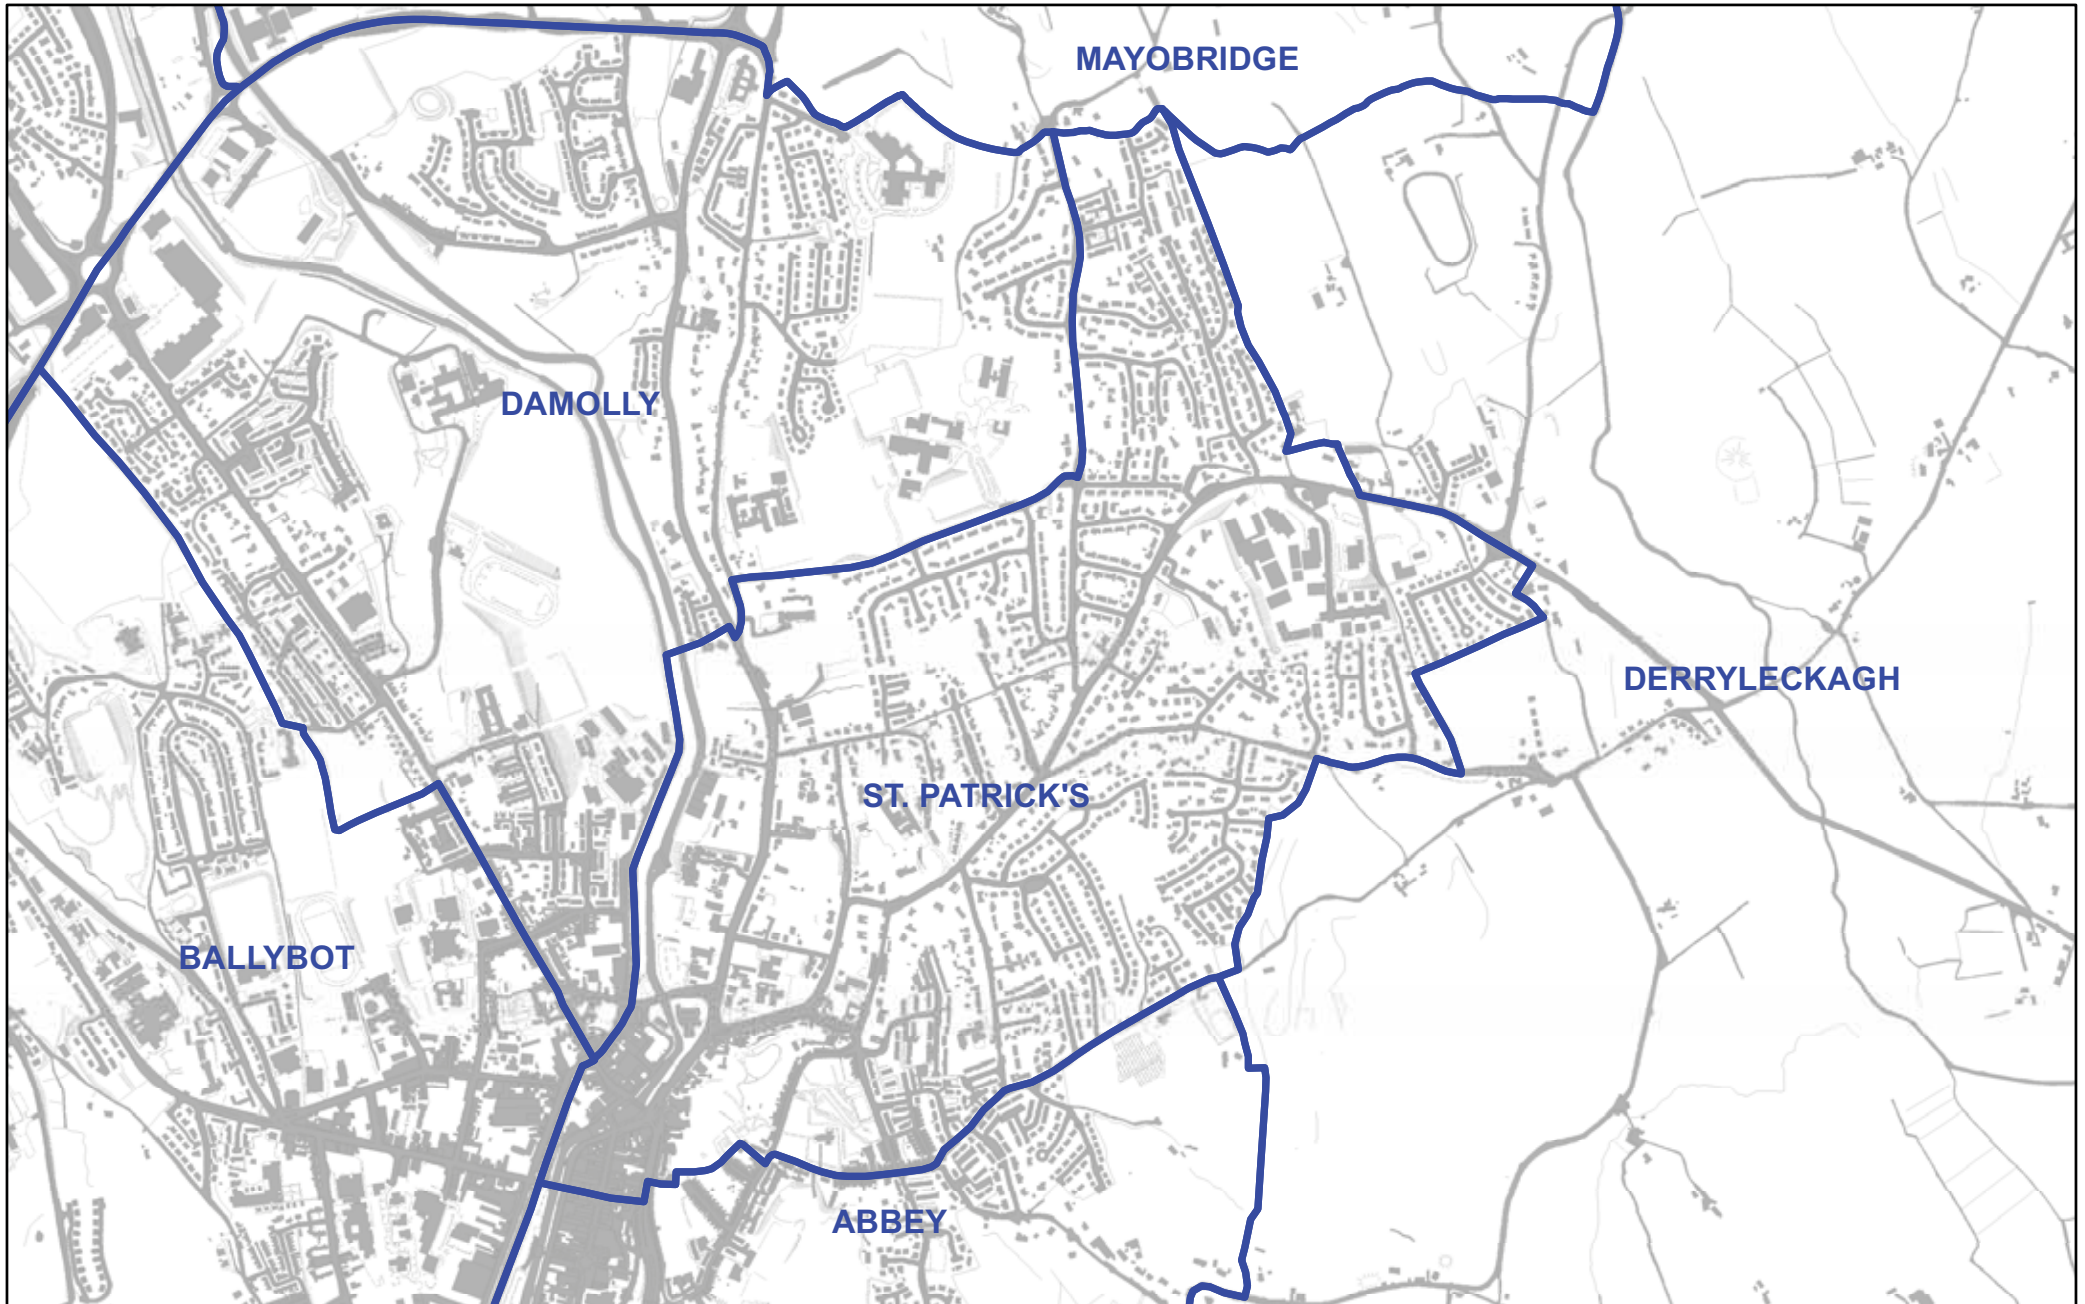 MAYOBRIDGE
DAMOLLY
DERRYLECKAGH
ST. PATRICK'S
BALLYBOT
ABBEY